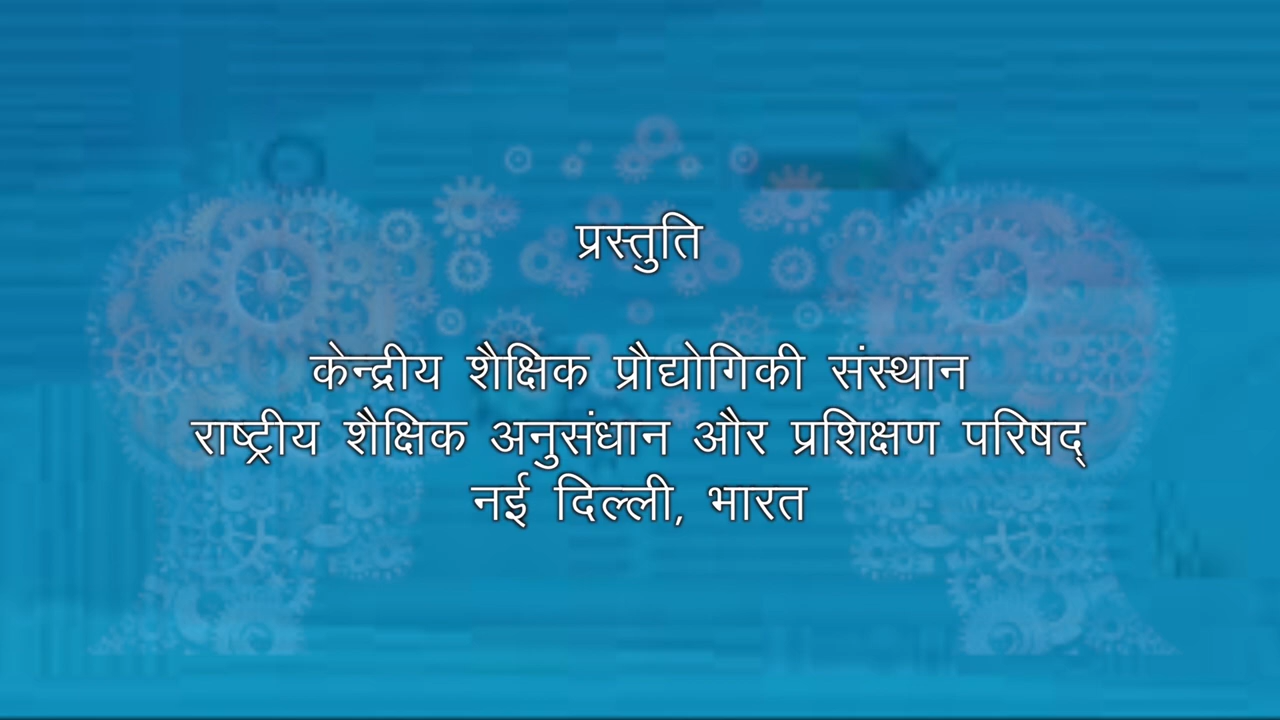 प्रस्तुति
केन्द्रीय शैक्षिक प्रौद्योगिकी संस्थान
राष्ट्रीय शैक्षिक अनुसंधान और प्रशिक्षण परिषद्
नई दिल्ली, भारत